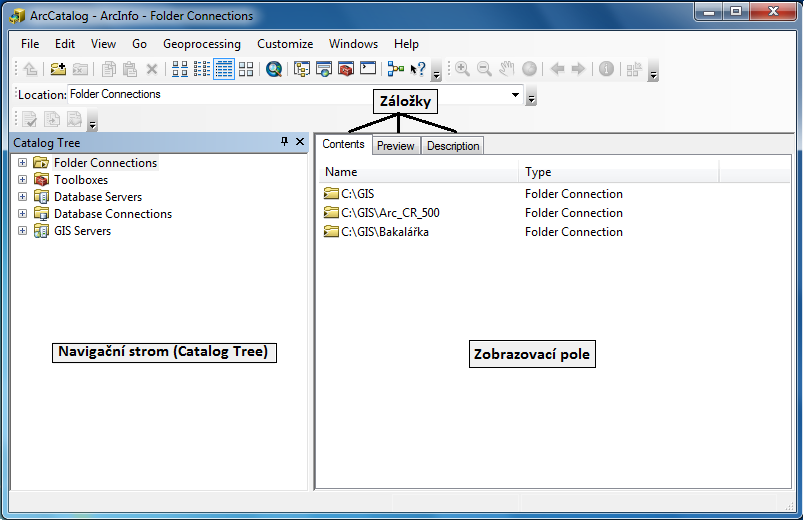 ArcCatalog - ArcInfo - Folder Connections
File Edit View Go Geoprocessing Customize Windows Help
Location: Folder Connections
Záložky
Catalog Tree
Contents Preview Description
Folder Connections
Toolboxes
Database Servers
Database Connections
GIS Servers
Navigační strom (Catalog Tree)
Name Type
C:\GIS Folder Connection
C:\GIS\Arc_CR_500 Folder Connection
C:\GIS\Bakalářka Folder Connection
Zobrazovací pole